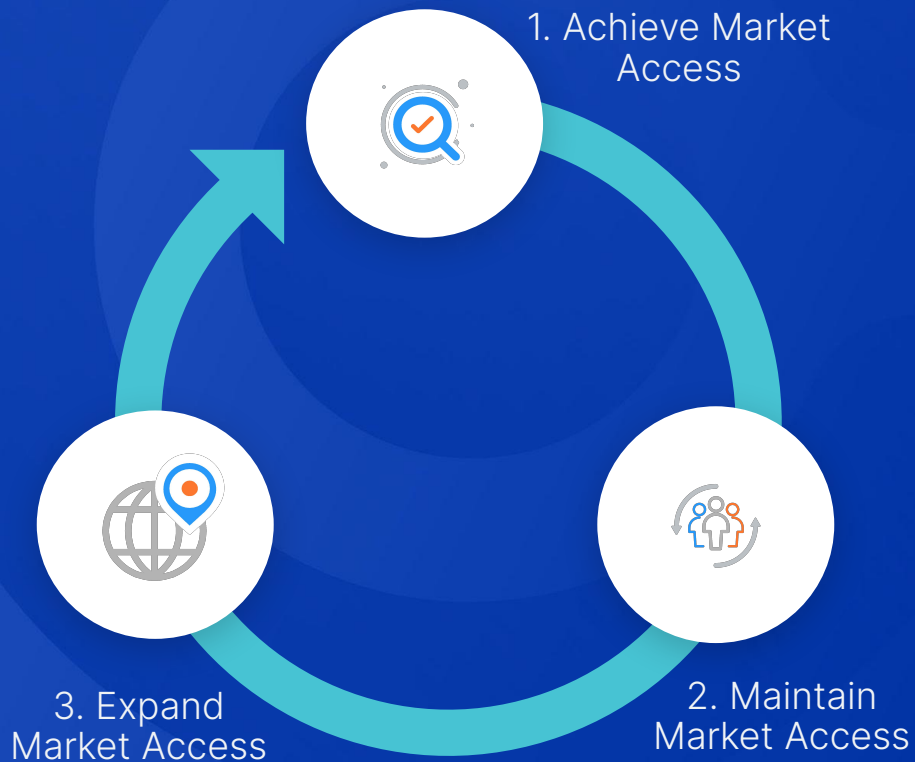 1. Achieve Market
Access
2. Maintain
Market Access
3. Expand
Market Access